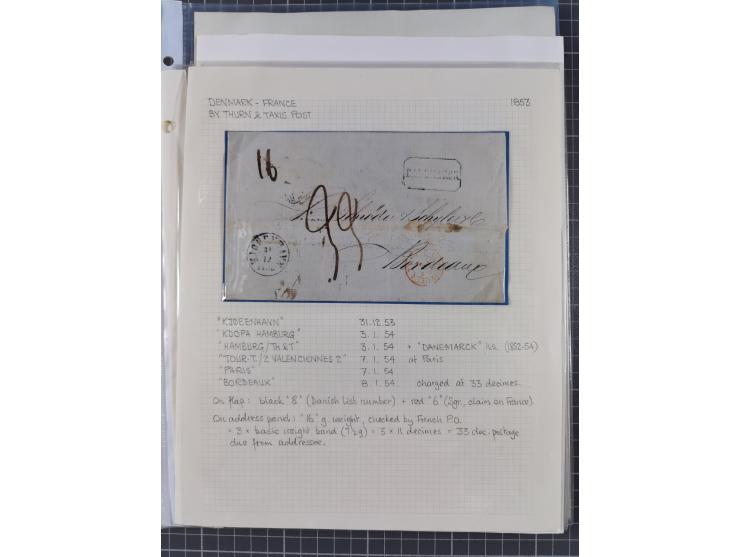 DENMARK - FRANCE 1853
BY THURN & TAXIS POST
16
33
Bordeaux
"KJØBENHAVN" 31.12.53
"KDOPA HAMBURG" 3.1.54
"HAMBURG/TH&T" 3.1.54 + "DANEMARCK" (1852-54)
"TOUR-T./2 VALENCIENNES 2" 7.1.54 at Paris
"PARIS" 7.1.54
"BORDEAUX" 8.1.54 charged at 33 decimes.
On flap: black "8" (Danish list number) + red "6" (Sgr, claim on France).
On address panel: "16" g. weight, checked by French P.O.
= 3 x basic weight band (7½g) = 3 x 11 decimes = 33 dec. postage
due from addressee.